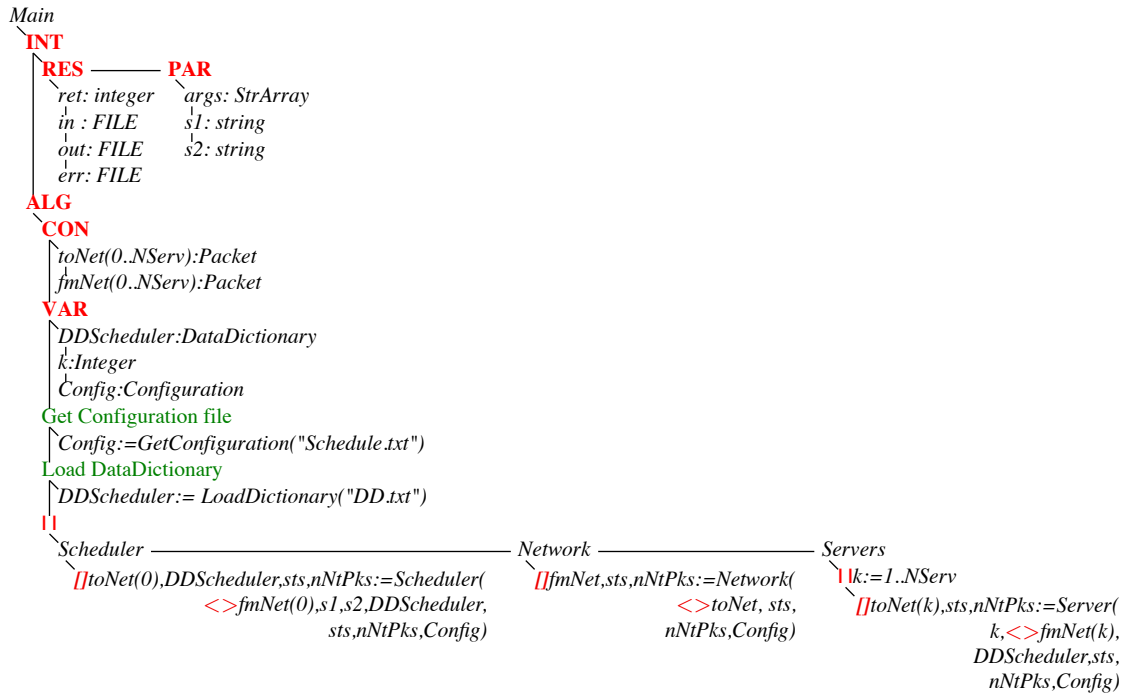 Main
INT
RES PAR
ret: integer args: StrArray
in : FILE s1: string
out: FILE s2: string
err: FILE
ALG
CON
toNet(0..NServ):Packet
fmNet(0..NServ):Packet
VAR
DDScheduler:DataDictionary
k:Integer
Config:Configuration
Get Configuration file
Config:=GetConfiguration("Schedule.txt")
Load DataDictionary
DDScheduler:= LoadDictionary("DD.txt")
||
Scheduler Network Servers
[]toNet(0),DDScheduler,sts,nNtPks:=Scheduler( []fmNet,sts,nNtPks:=Network( ||k:=1..NServ
<>fmNet(0),s1,s2,DDScheduler, <>toNet, sts, []toNet(k),sts,nNtPks:=Server(
sts,nNtPks,Config) nNtPks,Config) k,<>fmNet(k),
DDScheduler,sts,
nNtPks,Config)